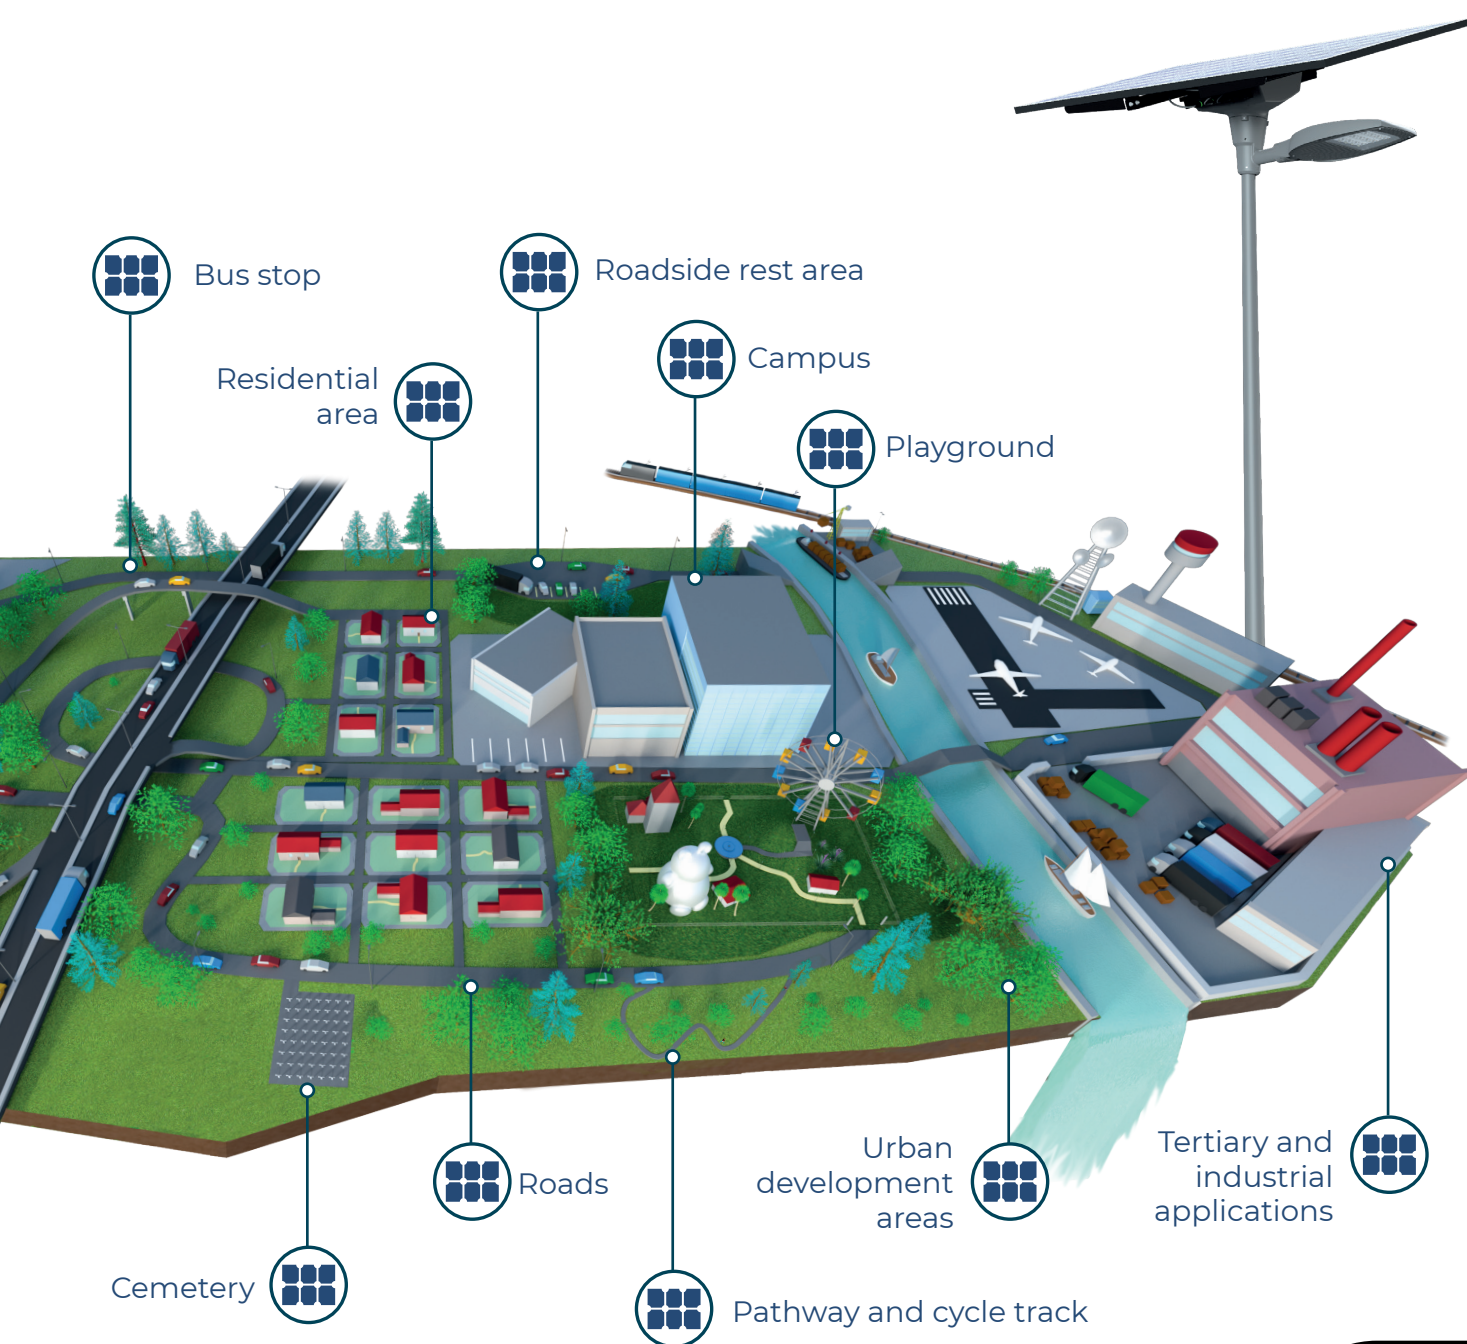 Bus stop
Roadside rest area
Campus
Residential
area
Playground
Urban
development
areas
Tertiary and
industrial
applications
Roads
Cemetery
Pathway and cycle track